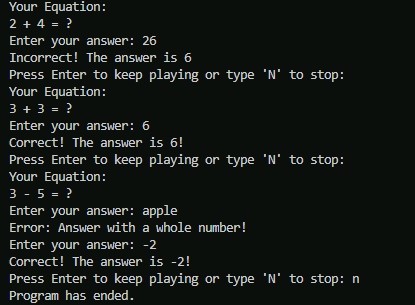 Your Equation:
2 + 4 = ?
Enter your answer: 26
Incorrect! The answer is 6
Press Enter to keep playing or type 'N' to stop:
Your Equation:
3 + 3 = ?
Enter your answer: 6
Correct! The answer is 6!
Press Enter to keep playing or type 'N' to stop:
Your Equation:
3 - 5 = ?
Enter your answer: apple
Error: Answer with a whole number!
Enter your answer: -2
Correct! The answer is -2!
Press Enter to keep playing or type 'N' to stop: n
Program has ended.